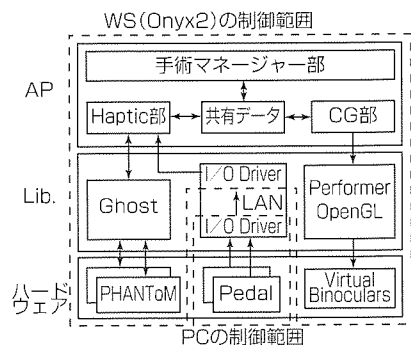 WS(Onyx2)の制御範囲
手術マネージャー部
AP
Haptic部
共有データ
CG部
I/O Driver
Lib.
Ghost
LAN
Performer
OpenGL
I/O Driver
ハード
ウェア
PHANToM
Pedal
Virtual
Binoculars
PCの制御範囲